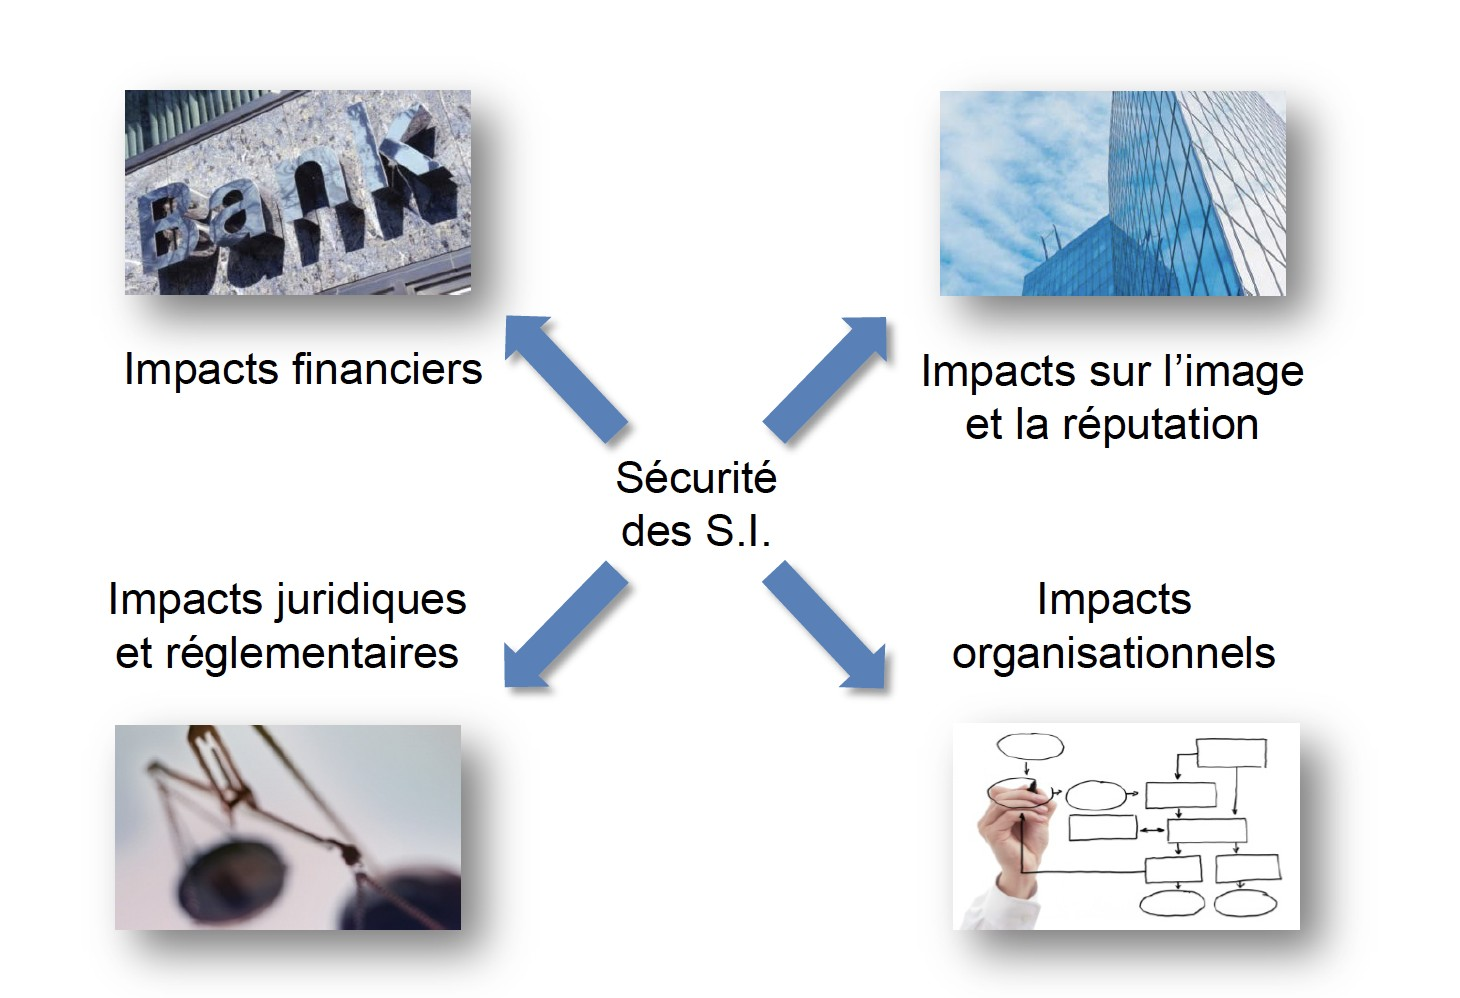 Bank
Impacts financiers
Impacts sur l’image
et la réputation
Sécurité
des S.I.
Impacts juridiques
et réglementaires
Impacts
organisationnels